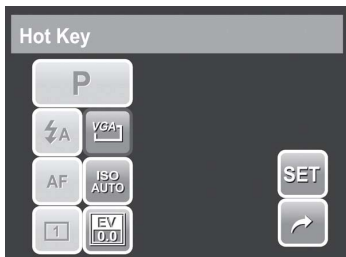 Hot Key
P
A VGA
AF ISO AUTO
1 EV 0.0
SET